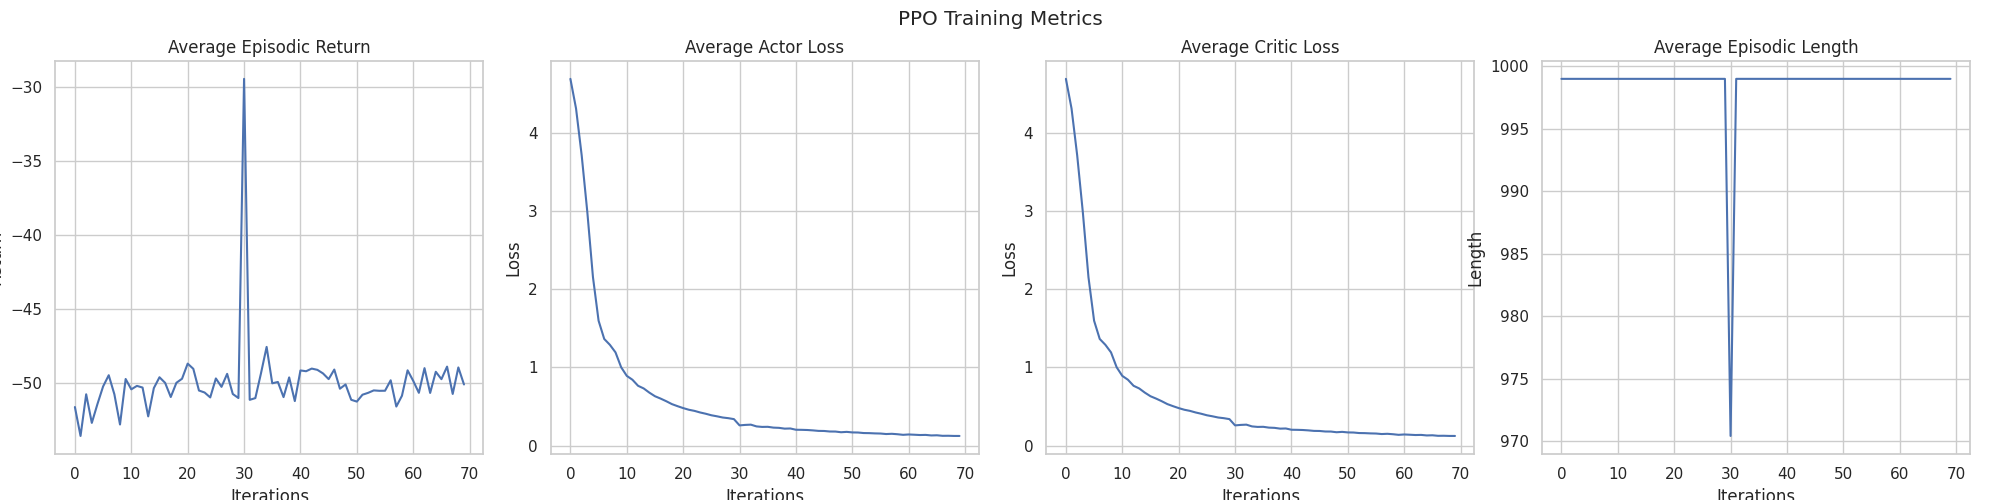 PPO Training Metrics
Average Episodic Return
−30
−35
−40
−45
−50
0 10 20 30 40 50 60 70
Iterations
Average Actor Loss
Loss
4
3
2
1
0
0 10 20 30 40 50 60 70
Iterations
Average Critic Loss
Loss
4
3
2
1
0
0 10 20 30 40 50 60 70
Iterations
Average Episodic Length
Length
1000
995
990
985
980
975
970
0 10 20 30 40 50 60 70
Iterations